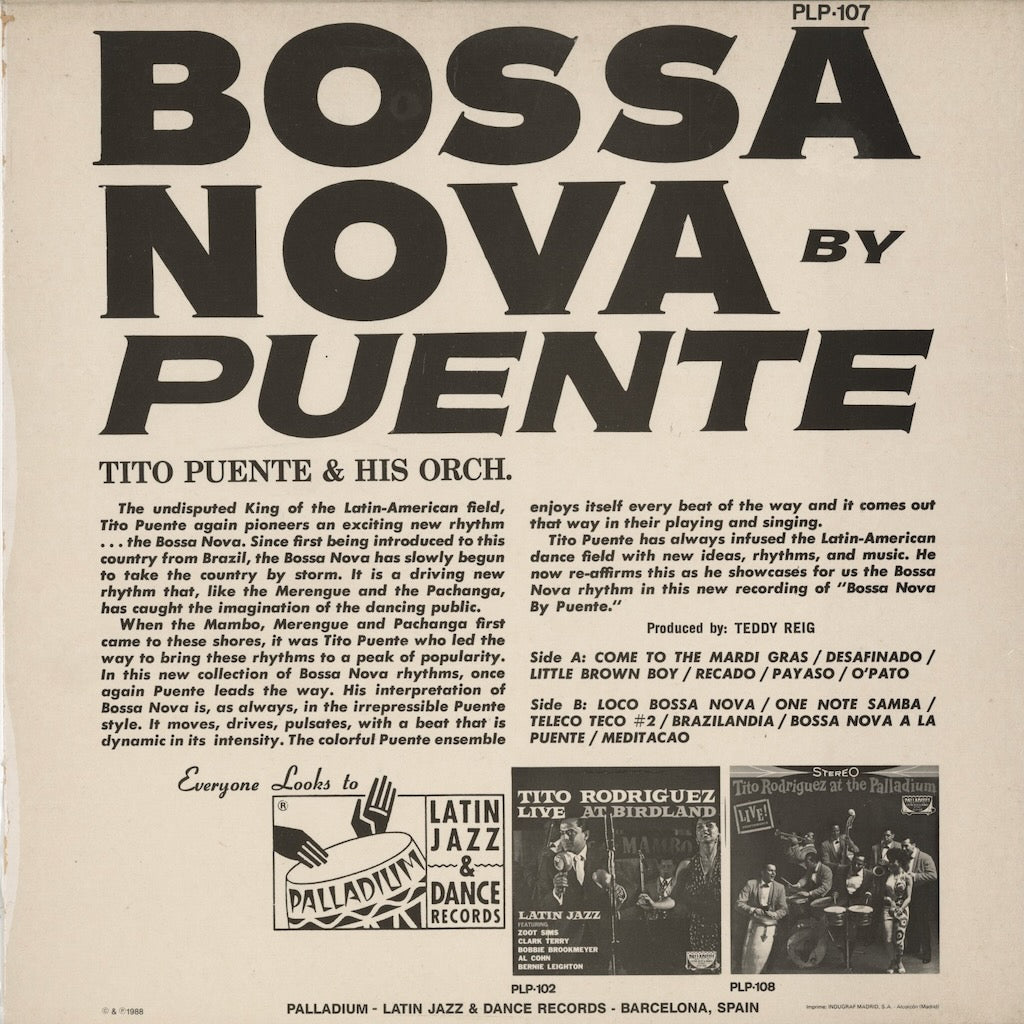 PLP-107
BOSSA
NOVA BY
PUENTE
TITO PUENTE & HIS ORCH.
The undisputed King of the Latin-American field,
Tito Puente again pioneers an exciting new rhythm
... the Bossa Nova. Since first being introduced to this
country from Brazil, the Bossa Nova has slowly begun
to take the country by storm. It is a driving new
rhythm that, like the Merengue and the Pachanga,
has caught the imagination of the dancing public.
When the Mambo, Merengue and Pachanga first
came to these shores, it was Tito Puente who led the
way to bring these rhythms to a peak of popularity.
In this new collection of Bossa Nova rhythms, once
again Puente leads the way. His interpretation of
Bossa Nova is, as always, in the irrepressible Puente
style. It moves, drives, pulsates, with a beat that is
dynamic in its intensity. The colorful Puente ensemble
enjoys itself every beat of the way and it comes out
that way in their playing and singing.
Tito Puente has always infused the Latin-American
dance field with new ideas, rhythms, and music. He
now re-affirms this as he showcases for us the Bossa
Nova rhythm in this new recording of "Bossa Nova
By Puente."
Produced by: TEDDY REIG
Side A: COME TO THE MARDI GRAS / DESAFINADO /
LITTLE BROWN BOY / RECADO / PAYASO / O'PATO
Side B: LOCO BOSSA NOVA / ONE NOTE SAMBA /
TELECO TECO #2 / BRAZILANDIA / BOSSA NOVA A LA
PUENTE / MEDITACAO
Everyone Looks to
®
PALLADIUM
LATIN
JAZZ
&
DANCE
RECORDS
TITO RODRIGUEZ
LIVE AT BIRDLAND
MAMBO
LATIN JAZZ
FEATURING
ZOOT SIMS
CLARK TERRY
BOBBIE BROOKMEYER
AL COHN
BERNIE LEIGHTON
PLP-102
STEREO
Tito Rodriguez at the Palladium
LIVE!
PLP-108
© & ℗ 1988
PALLADIUM - LATIN JAZZ & DANCE RECORDS - BARCELONA, SPAIN
Imprime: INDUGRAF MADRID, S.A. - Alcorcón (Madrid)